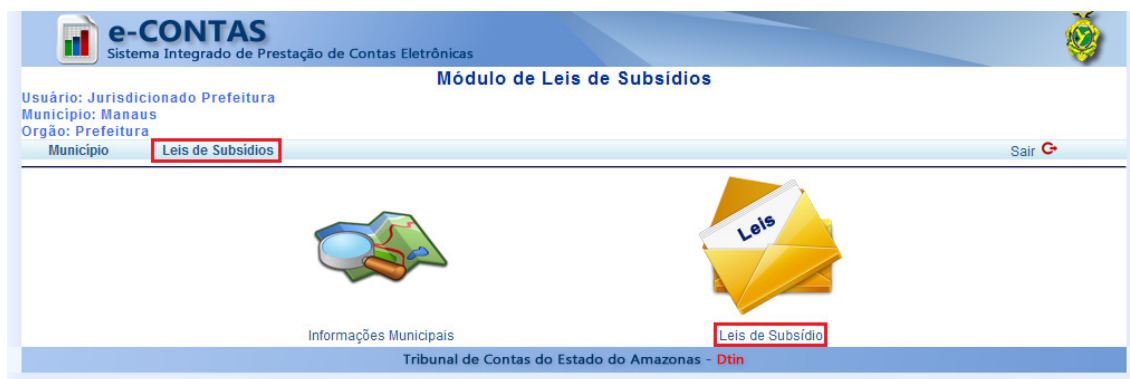 e-CONTAS
Sistema Integrado de Prestação de Contas Eletrônicas
Módulo de Leis de Subsídios
Usuário: Jurisdicionado Prefeitura
Município: Manaus
Orgão: Prefeitura
Município Leis de Subsídios Sair
Leis
Informações Municipais Leis de Subsídio
Tribunal de Contas do Estado do Amazonas - Dtin